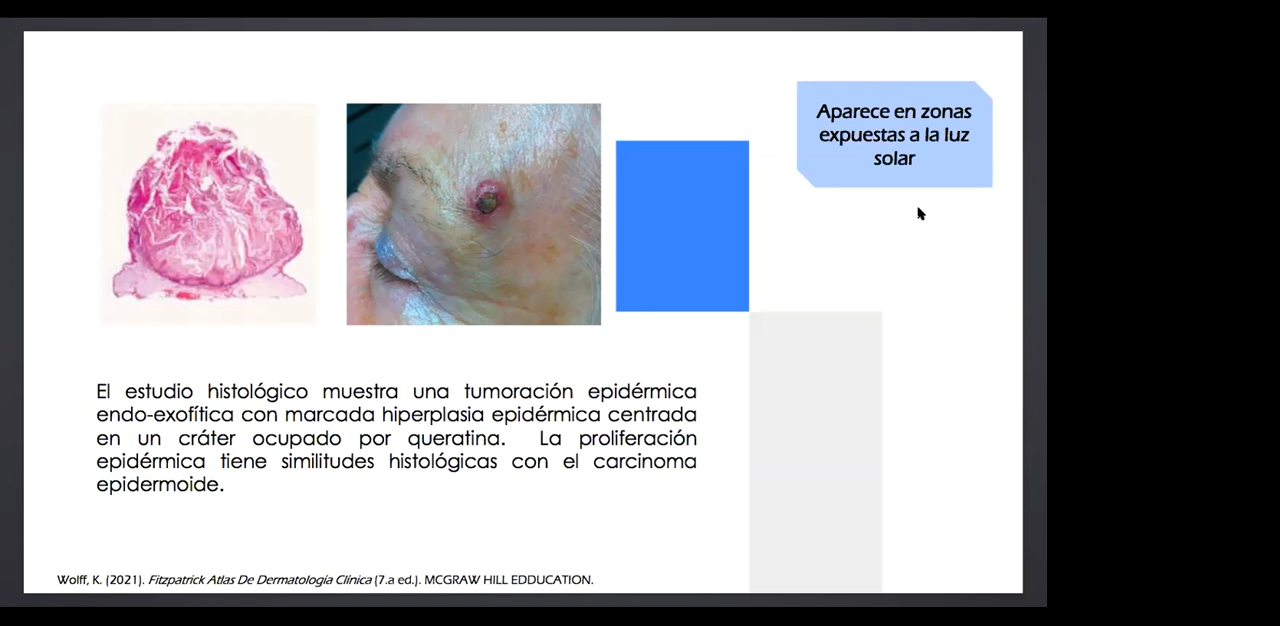 Aparece en zonas
expuestas a la luz
solar
El estudio histológico muestra una tumoración epidérmica
endo-exofítica con marcada hiperplasia epidérmica centrada
en un cráter ocupado por queratina. La proliferación
epidérmica tiene similitudes histológicas con el carcinoma
epidermoide.
Wolff, K. (2021). Fitzpatrick Atlas De Dermatología Clínica (7.a ed.). MCGRAW HILL EDDUCATION.